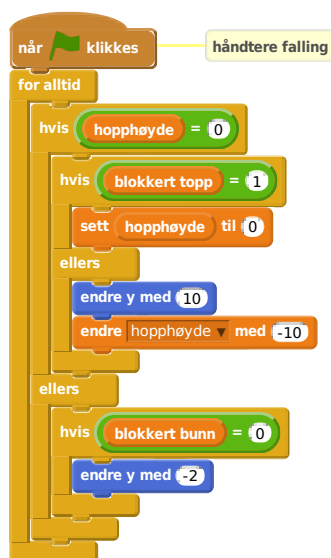 når klikkes håndtere falling
for alltid
hvis hopphøyde = 0
hvis blokkert topp = 1
sett hopphøyde til 0
ellers
endre y med 10
endre hopphøyde med -10
ellers
hvis blokkert bunn = 0
endre y med -2